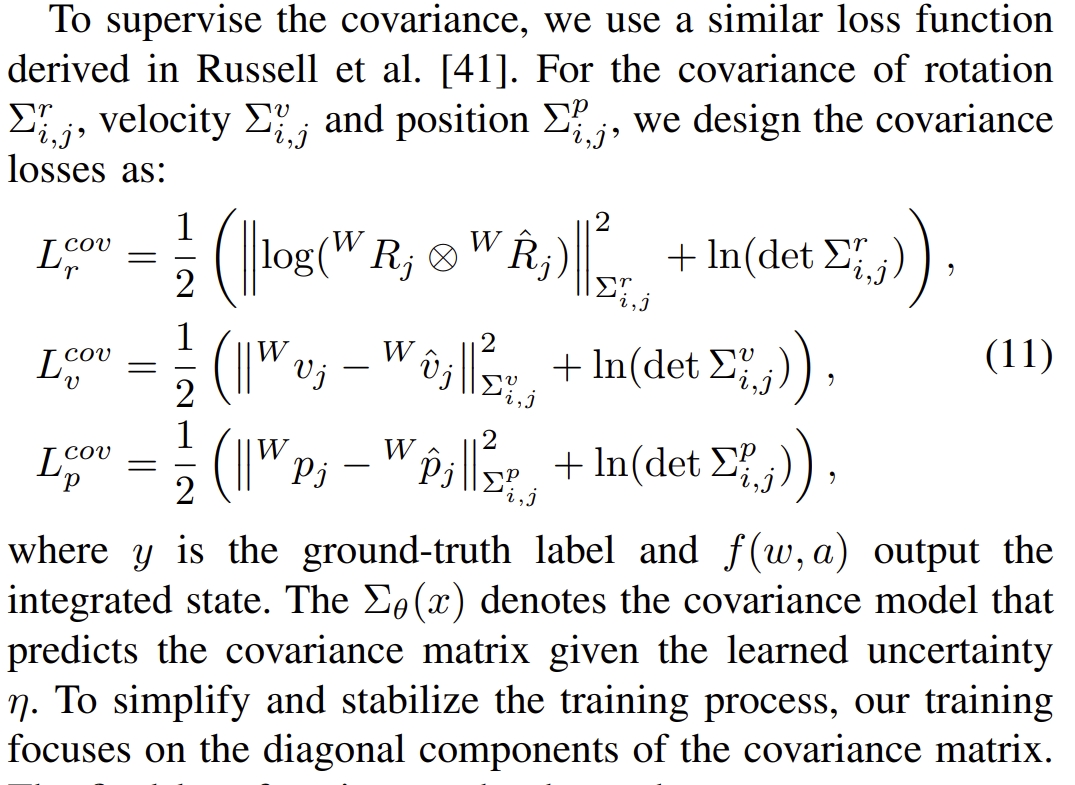 To supervise the covariance, we use a similar loss function
derived in Russell et al. [41]. For the covariance of rotation
$\Sigma^r_{i,j}$, velocity $\Sigma^v_{i,j}$ and position $\Sigma^p_{i,j}$, we design the covariance
losses as:
$L^{cov}_r = \frac{1}{2}\left(\left\|\log({}^W R_j \otimes {}^W \hat{R}_j)\right\|^2_{\Sigma^r_{i,j}} + \ln(\det \Sigma^r_{i,j})\right),$
$L^{cov}_v = \frac{1}{2}\left(\left\|{}^W v_j - {}^W \hat{v}_j\right\|^2_{\Sigma^v_{i,j}} + \ln(\det \Sigma^v_{i,j})\right),$ (11)
$L^{cov}_p = \frac{1}{2}\left(\left\|{}^W p_j - {}^W \hat{p}_j\right\|^2_{\Sigma^p_{i,j}} + \ln(\det \Sigma^p_{i,j})\right),$
where $y$ is the ground-truth label and $f(w, a)$ output the
integrated state. The $\Sigma_\theta(x)$ denotes the covariance model that
predicts the covariance matrix given the learned uncertainty
$\eta$. To simplify and stabilize the training process, our training
focuses on the diagonal components of the covariance matrix.